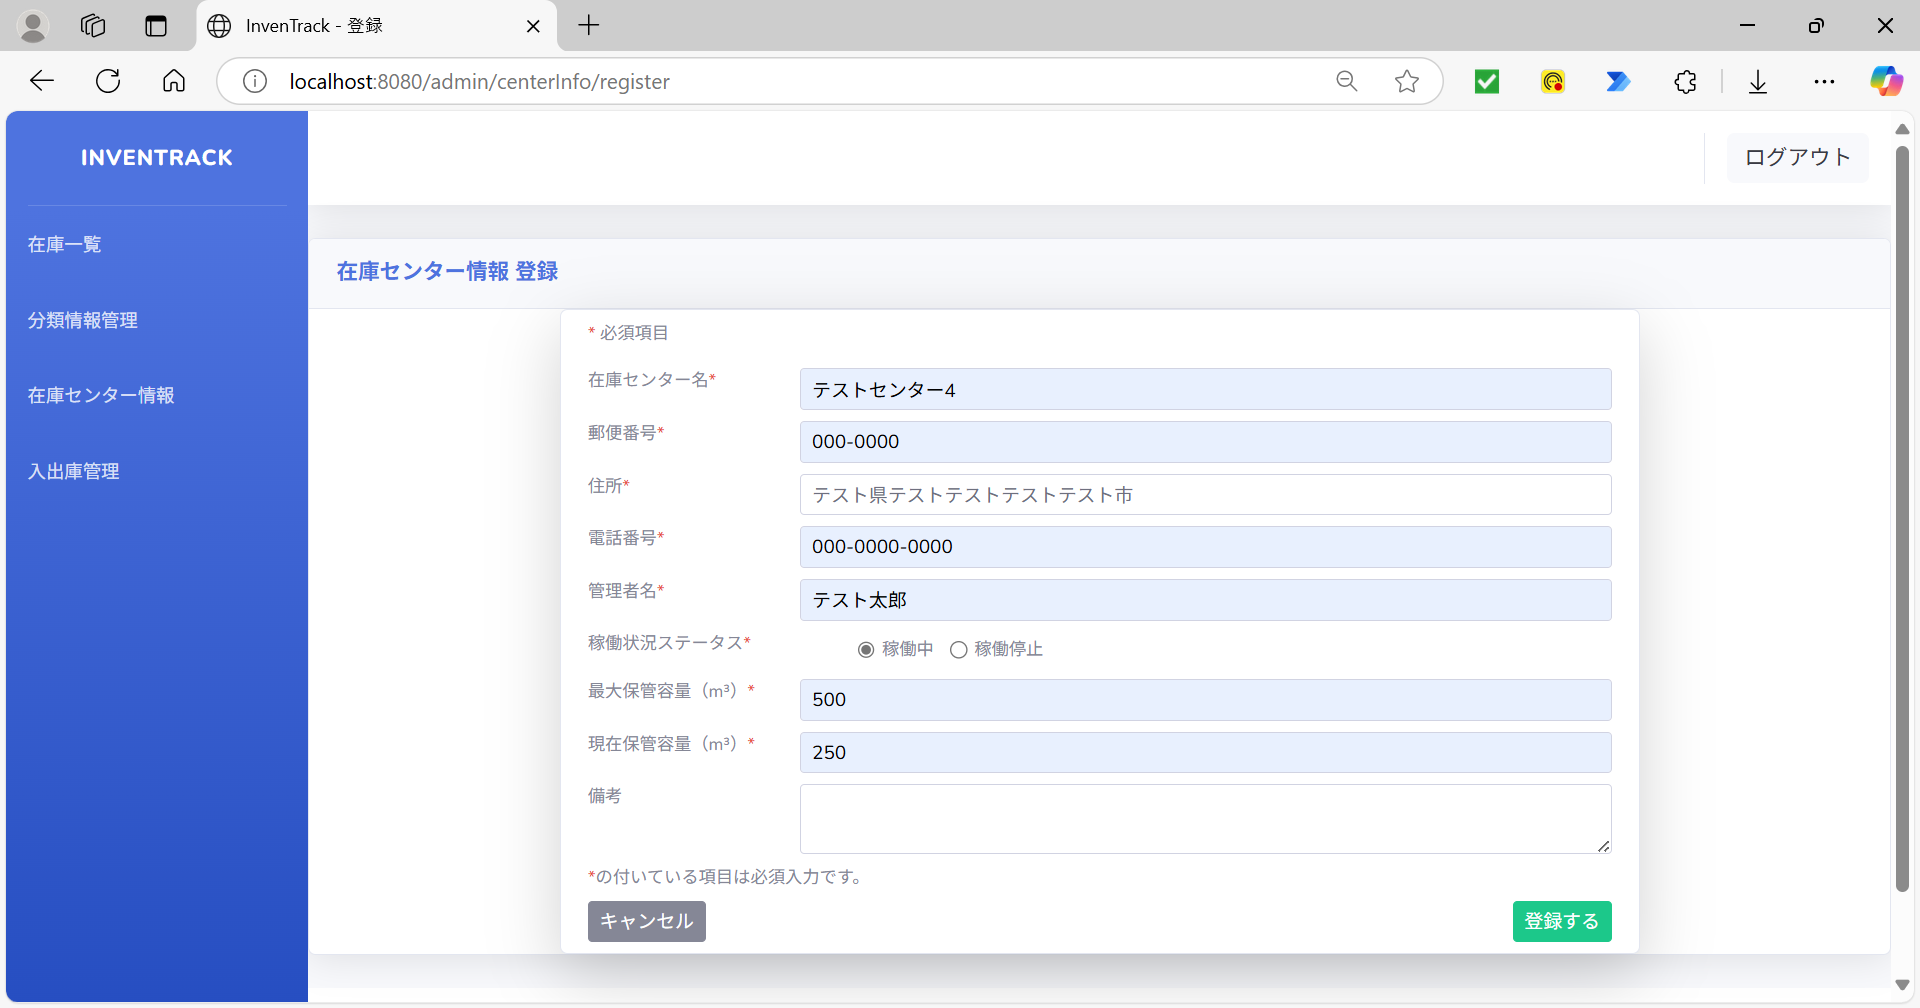 InvenTrack - 登録
localhost:8080/admin/centerInfo/register
INVENTRACK
ログアウト
在庫一覧
分類情報管理
在庫センター情報
入出庫管理
在庫センター情報 登録
* 必須項目
在庫センター名* テストセンター4
郵便番号* 000-0000
住所* テスト県テストテストテストテスト市
電話番号* 000-0000-0000
管理者名* テスト太郎
稼働状況ステータス* 稼働中 稼働停止
最大保管容量（m³）* 500
現在保管容量（m³）* 250
備考
*の付いている項目は必須入力です。
キャンセル 登録する